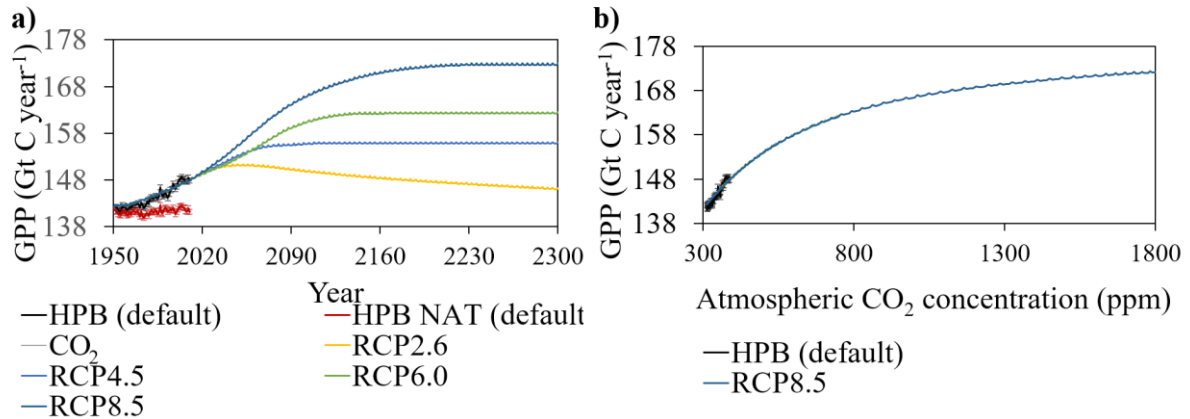 a)
GPP (Gt C year-1)
178
168
158
148
138
1950 2020 2090 2160 2230 2300
Year
HPB (default) HPB NAT (default
CO2 RCP2.6
RCP4.5 RCP6.0
RCP8.5
b)
GPP (Gt C year-1)
178
168
158
148
138
300 800 1300 1800
Atmospheric CO2 concentration (ppm)
HPB (default)
RCP8.5